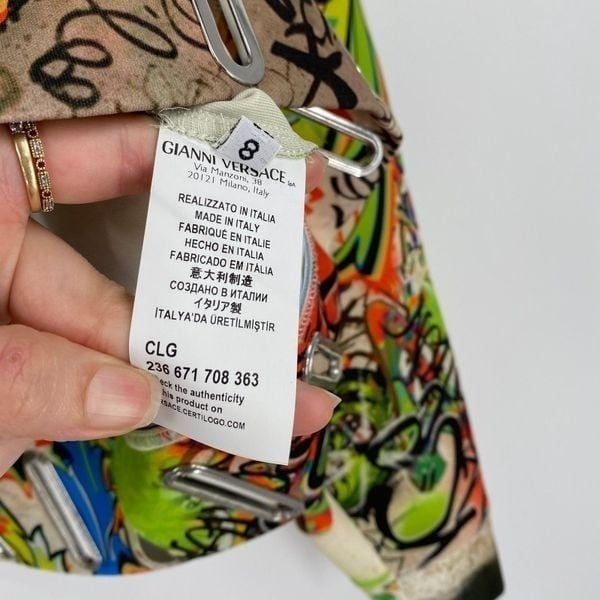 8
GIANNI VERSACE
Via Manzoni, 38
20121 Milano, Italy
REALIZZATO IN ITALIA
MADE IN ITALY
FABRIQUÉ EN ITALIE
HECHO EN ITALIA
FABRICADO EM ITÀLIA
意大利制造
СОЗДАНО В ИТАЛИИ
イタリア製
İTALYA'DA ÜRETİLMİŞTİR
CLG
236 671 708 363
the authenticity
this product on
.CERTILOGO.COM